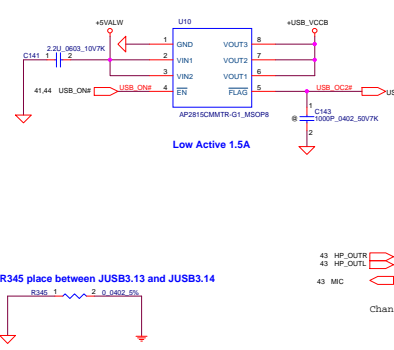 +5VALW
U10
+USB_VCCB
C141 1 2.2U_0603_10V7K 2
1 GND VOUT3 8
2 VIN1 VOUT2 7
3 VIN2 VOUT1 6
41,44 USB_ON# USB_ON# 4 EN FLAG 5 USB_OC2# US
AP2815CMMTR-G1_MSOP8
1
C143
@ 1000P_0402_50V7K
2
Low Active 1.5A
43 HP_OUTR
43 HP_OUTL
R345 place between JUSB3.13 and JUSB3.14
43 MIC
R345 1 2 0_0402_5%
Chan